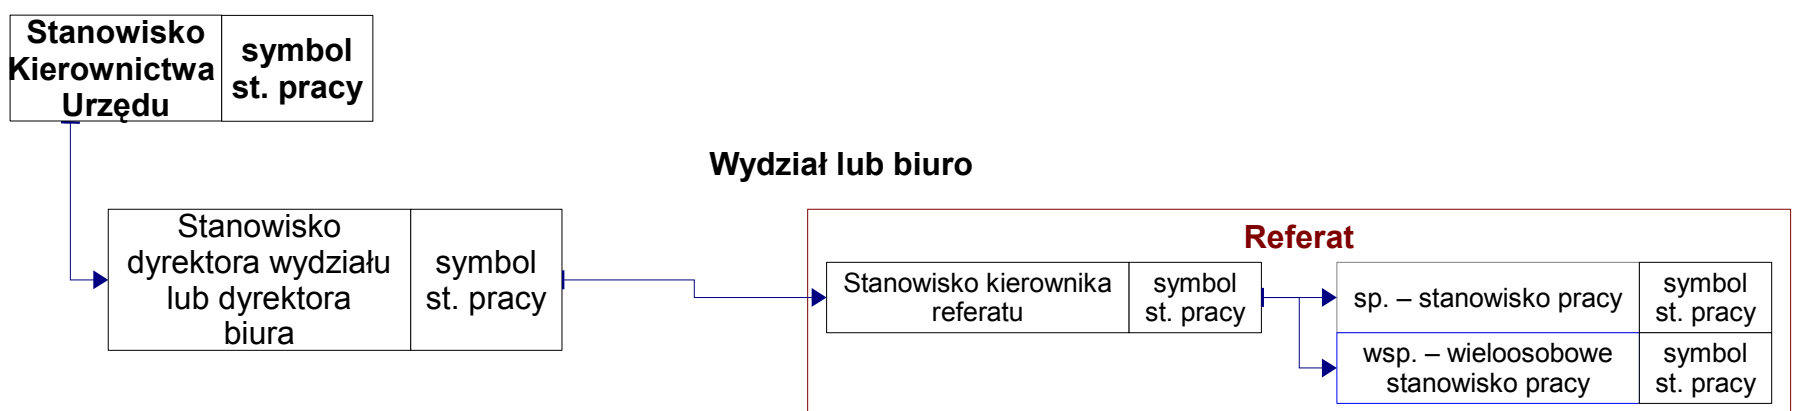 Stanowisko
Kierownictwa
Urzędu
symbol
st. pracy
Wydział lub biuro
Stanowisko
dyrektora wydziału
lub dyrektora
biura
symbol
st. pracy
Referat
Stanowisko kierownika
referatu
symbol
st. pracy
sp. – stanowisko pracy
symbol
st. pracy
wsp. – wieloosobowe
stanowisko pracy
symbol
st. pracy